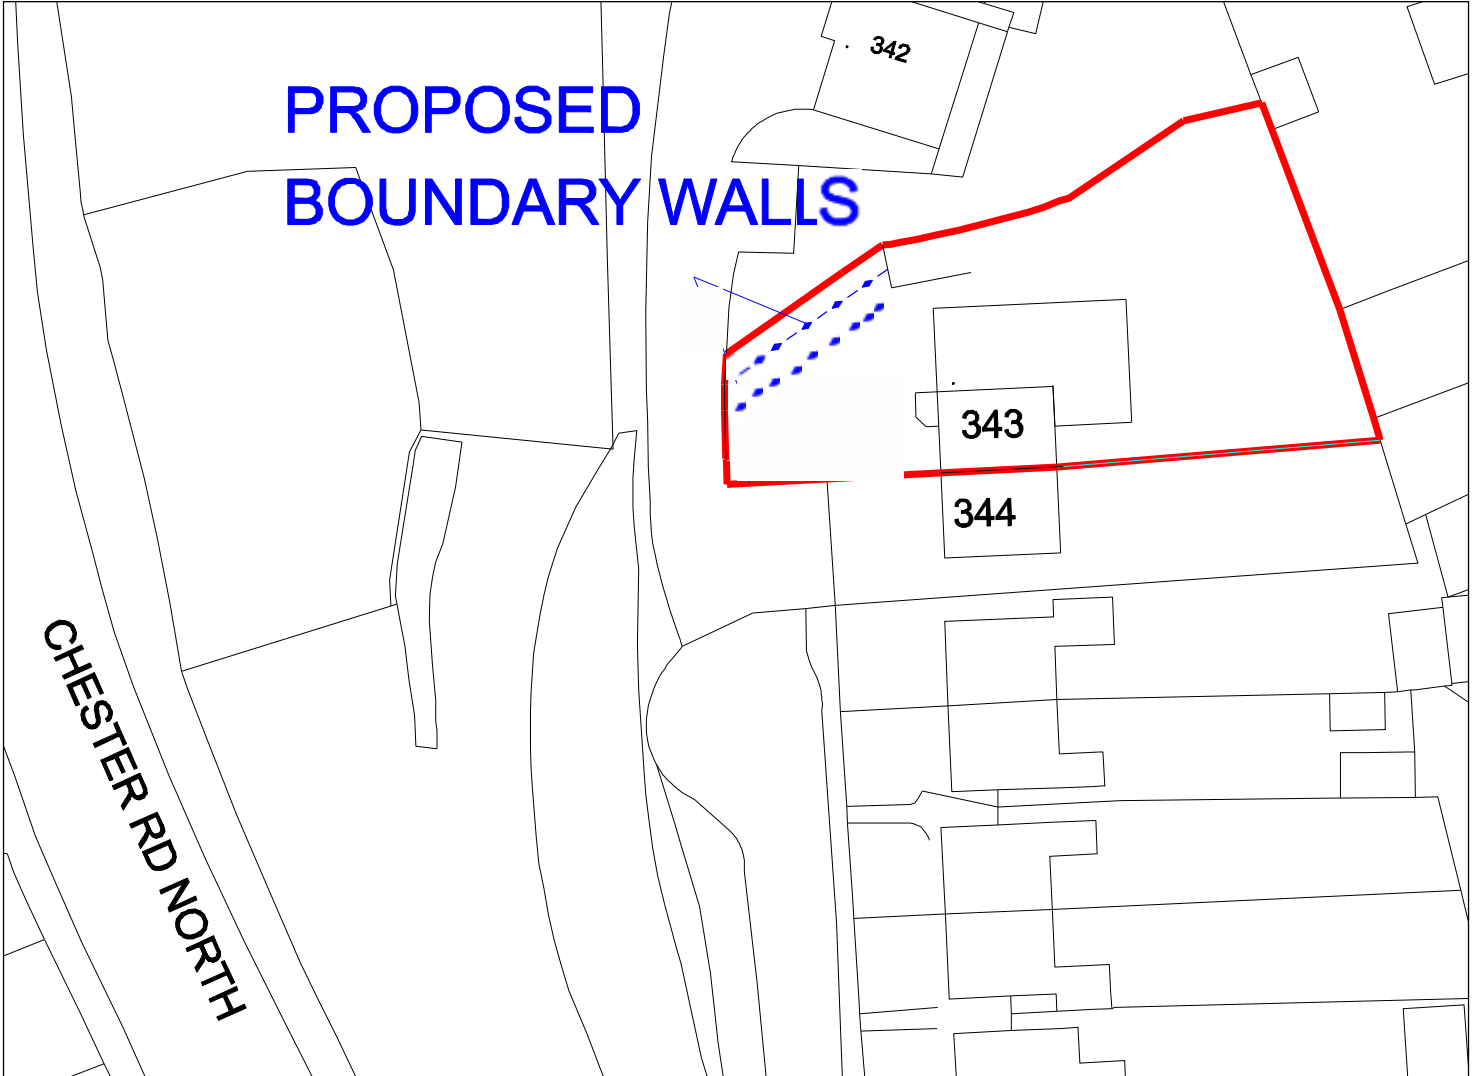 342
PROPOSED
BOUNDARY WALLS
343
344
CHESTER RD NORTH